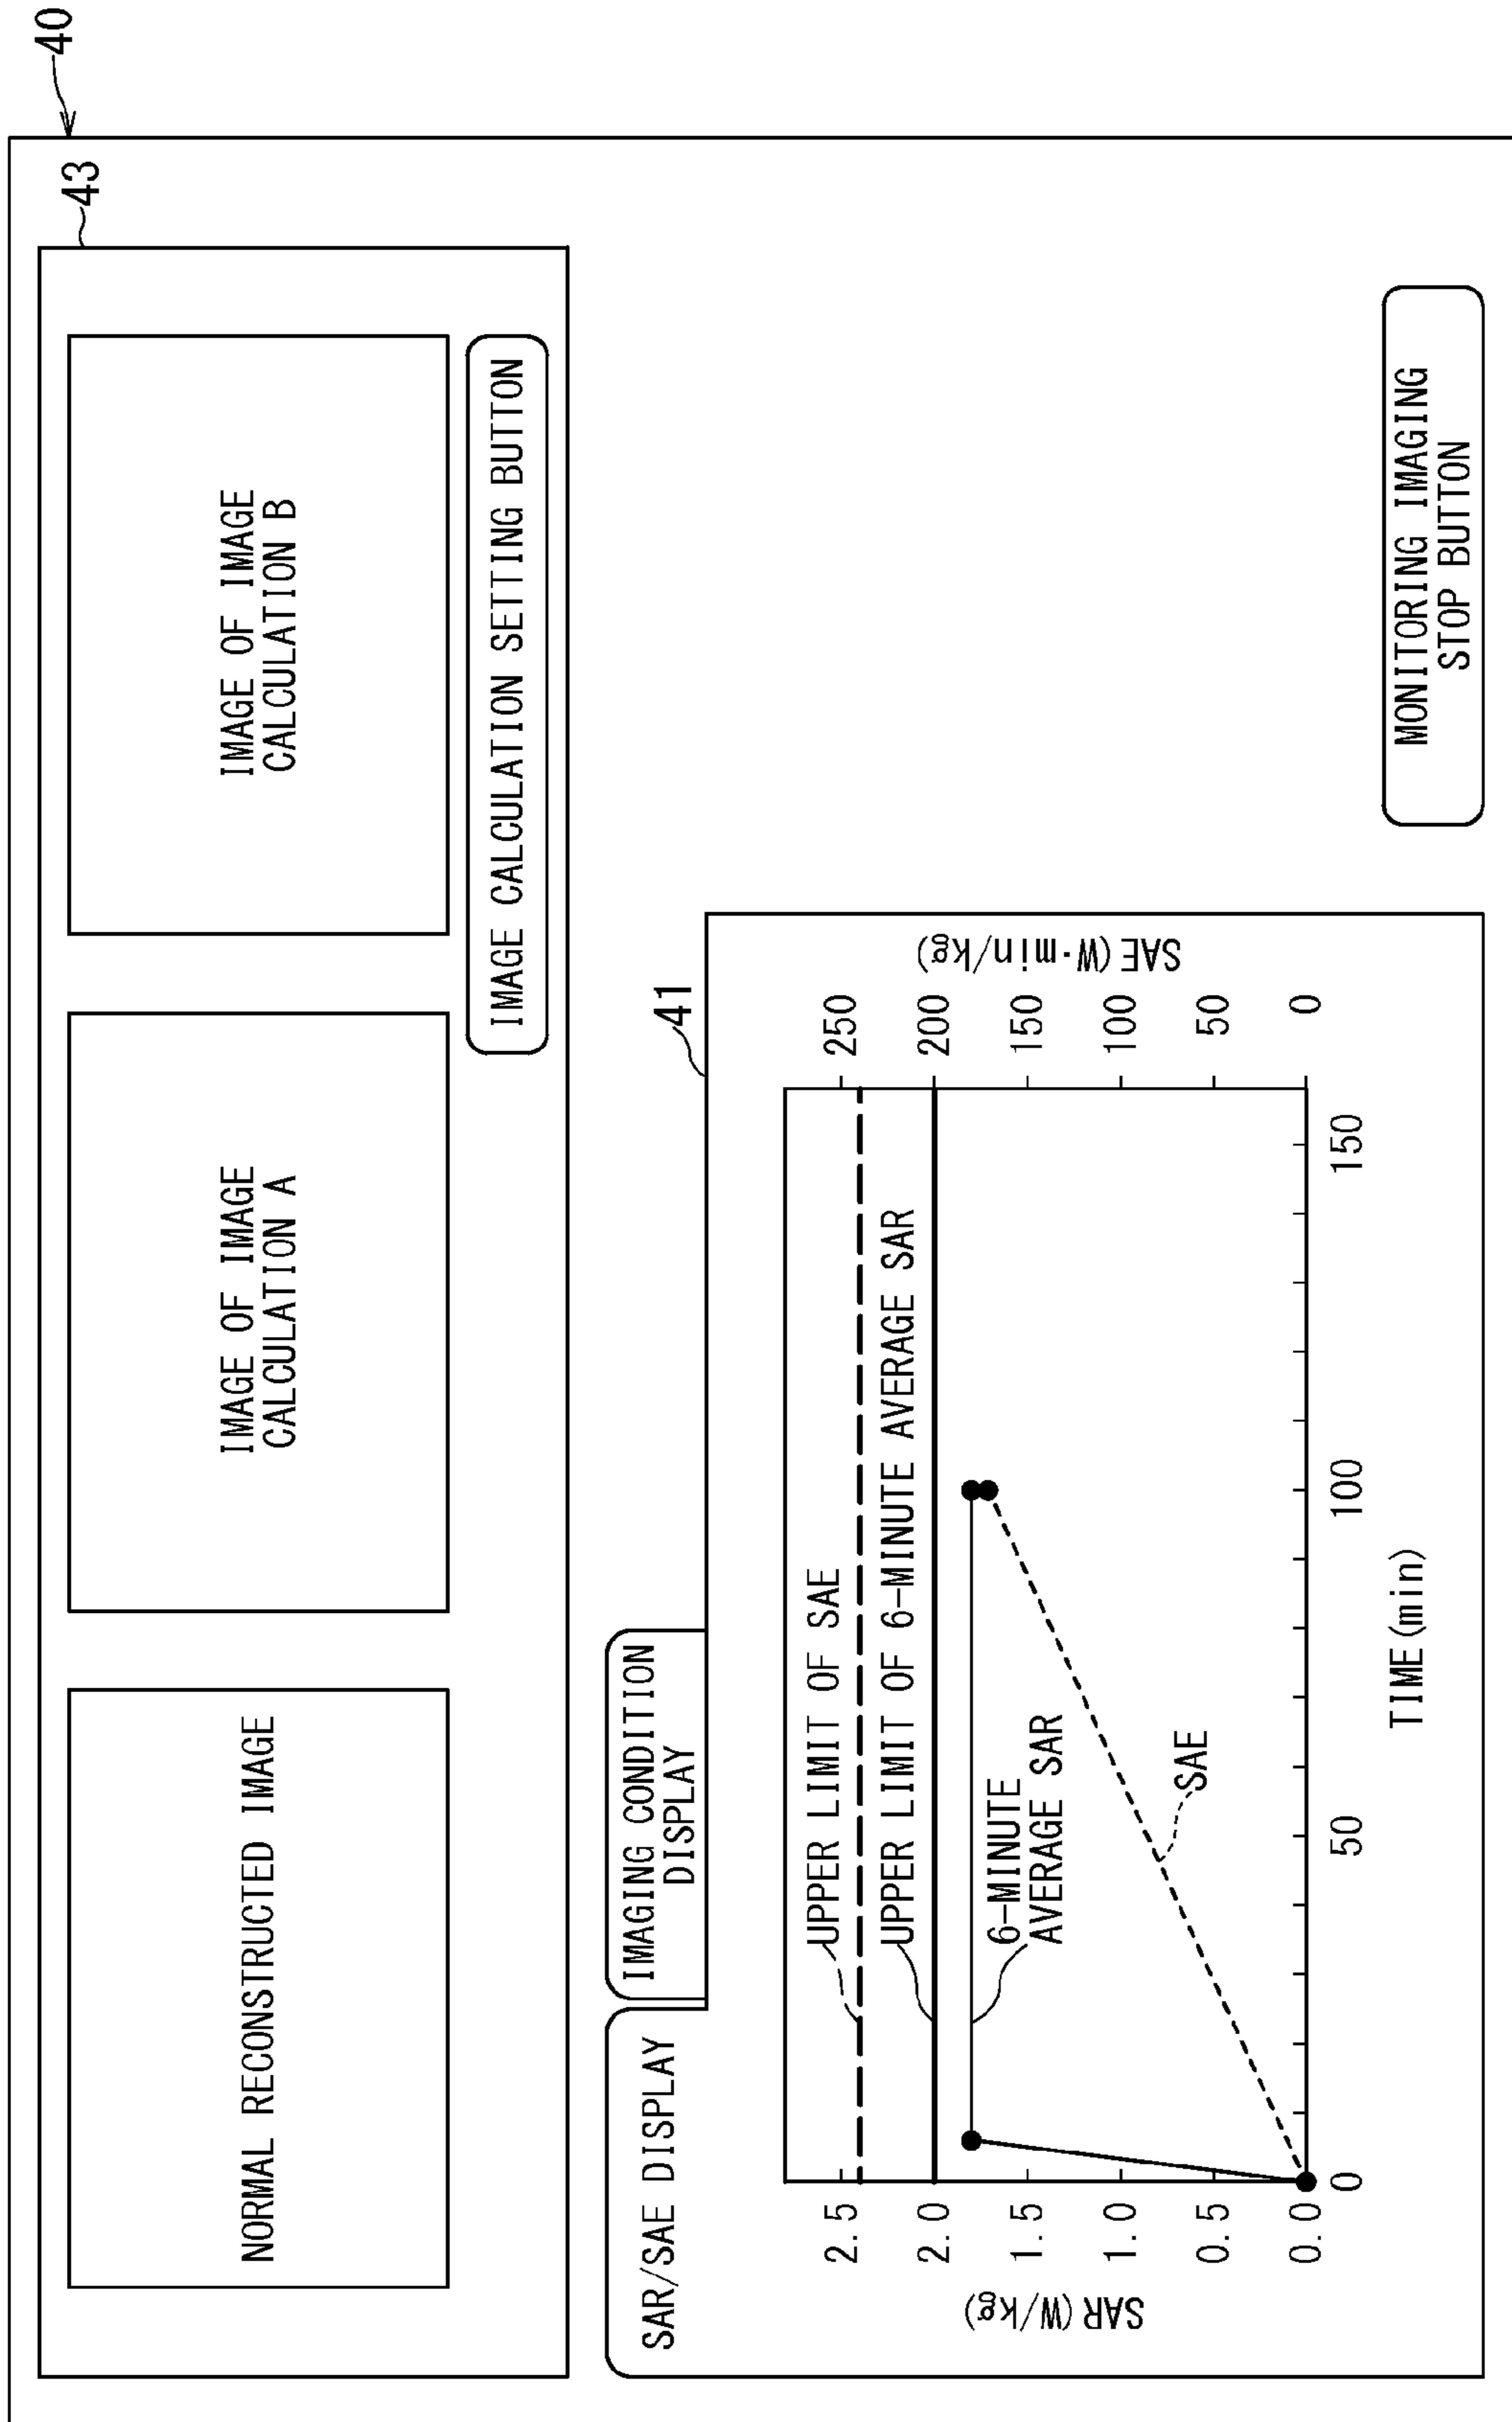 40
43
NORMAL RECONSTRUCTED IMAGE
IMAGE OF IMAGE
CALCULATION A
IMAGE OF IMAGE
CALCULATION B
IMAGE CALCULATION SETTING BUTTON
SAR/SAE DISPLAY
IMAGING CONDITION
DISPLAY
41
SAR(W/kg)
2.5
2.0
1.5
1.0
0.5
0.0
UPPER LIMIT OF SAE
UPPER LIMIT OF 6-MINUTE AVERAGE SAR
6-MINUTE
AVERAGE SAR
SAE
250
200
150
100
50
0
SAE(W·min/kg)
0
50
100
150
TIME(min)
MONITORING IMAGING
STOP BUTTON